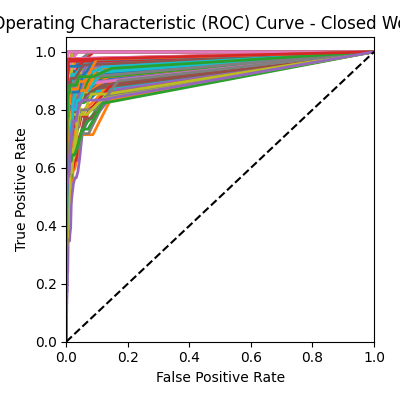 Operating Characteristic (ROC) Curve - Closed
1.0
0.8
0.6
0.4
0.2
0.0
True Positive Rate
0.0 0.2 0.4 0.6 0.8 1.0
False Positive Rate